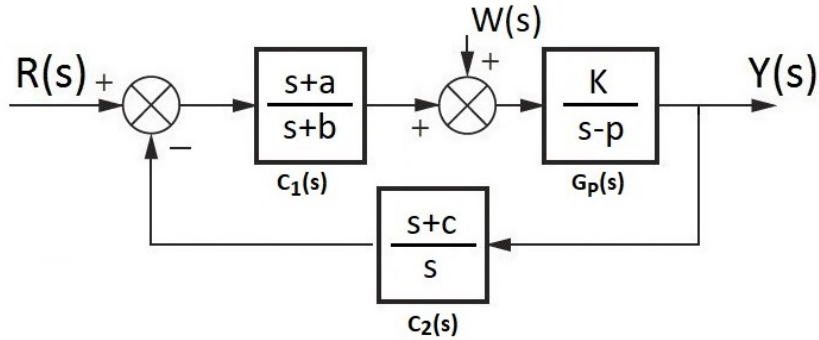 W(s)
R(s) + s+a + K Y(s)
s+b + s-p
−
C₁(s) Gₚ(s)
s+c
s
C₂(s)